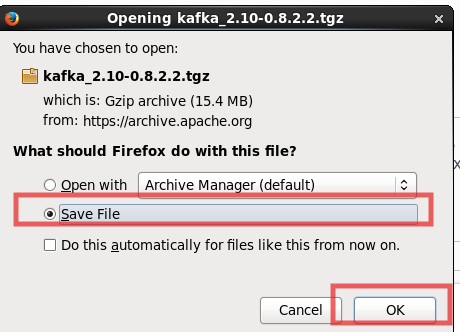 Opening kafka_2.10-0.8.2.2.tgz
You have chosen to open:
kafka_2.10-0.8.2.2.tgz
which is: Gzip archive (15.4 MB)
from: https://archive.apache.org
What should Firefox do with this file?
Open with Archive Manager (default)
Save File
Do this automatically for files like this from now on.
Cancel OK